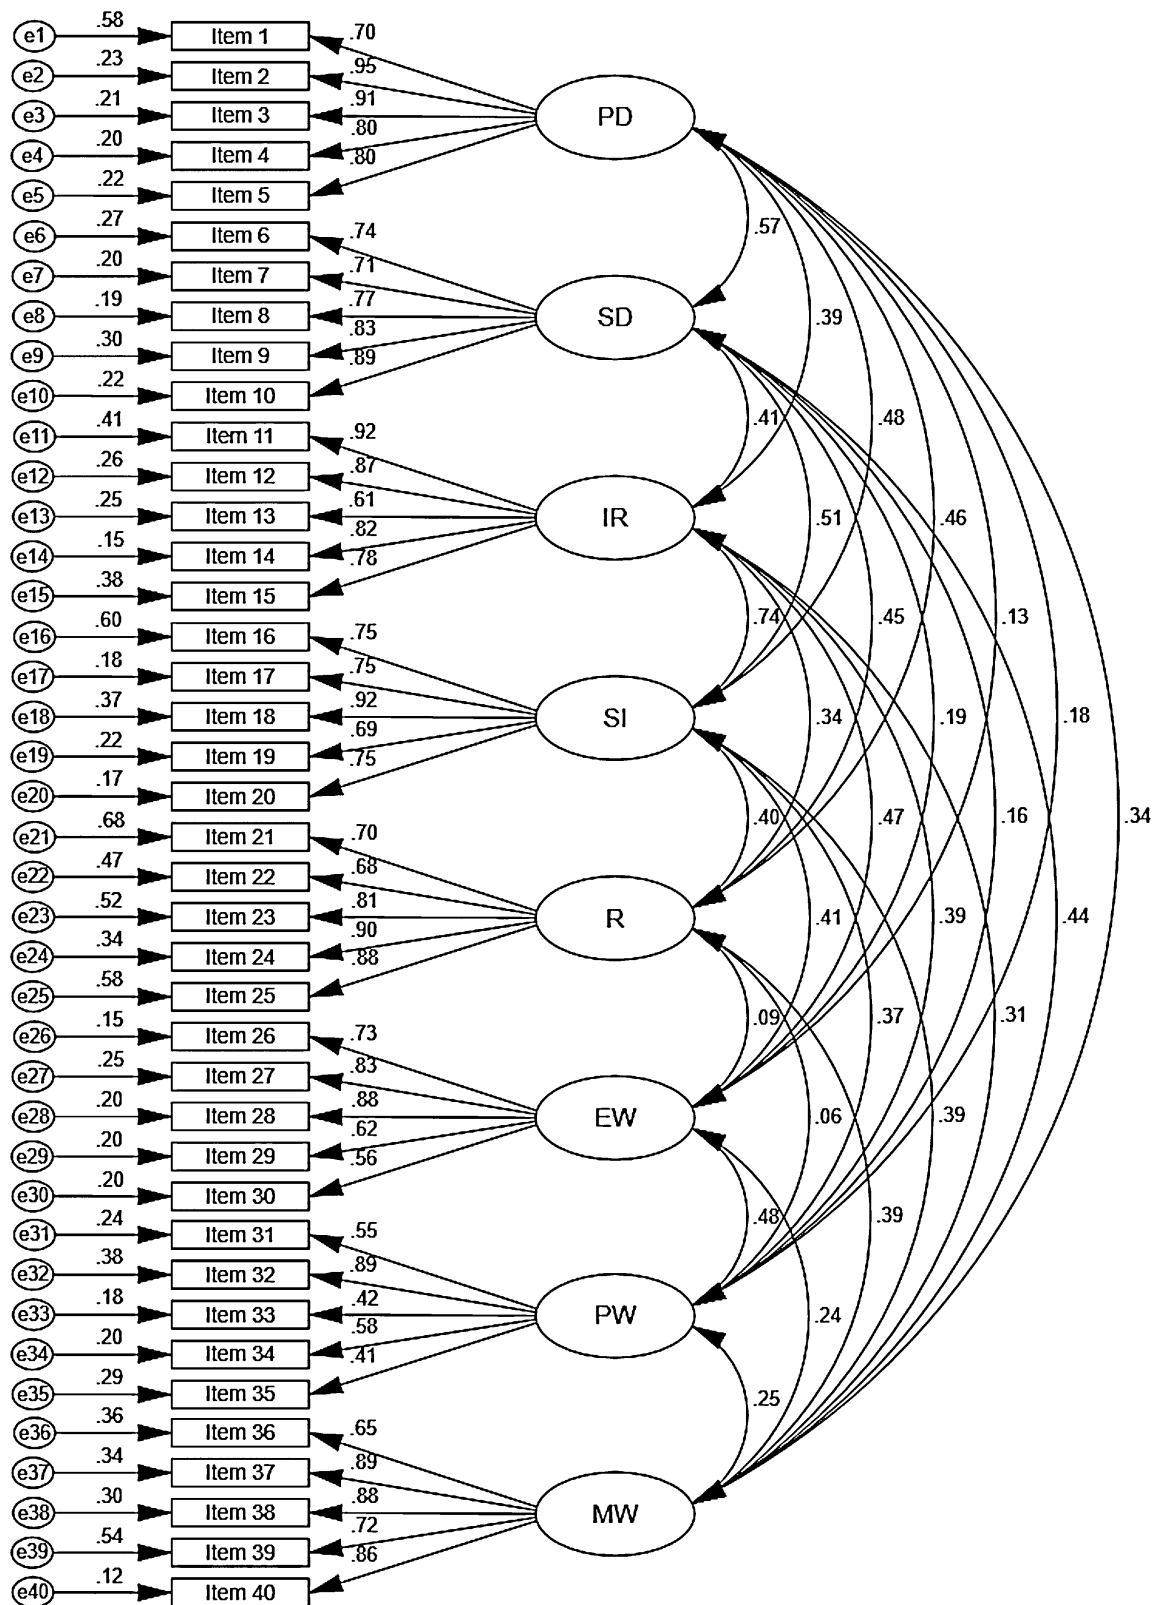 e1 .58 Item 1 .70
e2 .23 Item 2 .95
e3 .21 Item 3 .91 PD
e4 .20 Item 4 .80
e5 .22 Item 5 .80
e6 .27 Item 6 .74 .57
e7 .20 Item 7 .71
e8 .19 Item 8 .77 SD .39
e9 .30 Item 9 .83
e10 .22 Item 10 .89
e11 .41 Item 11 .92 .41 .48
e12 .26 Item 12 .87
e13 .25 Item 13 .61 IR .51 .46
e14 .15 Item 14 .82
e15 .38 Item 15 .78
e16 .60 Item 16 .75 .74 .45 .13
e17 .18 Item 17 .75
e18 .37 Item 18 .92 SI .34 .19 .18
e19 .22 Item 19 .69
e20 .17 Item 20 .75
e21 .68 Item 21 .70 .40 .47 .16 .34
e22 .47 Item 22 .68
e23 .52 Item 23 .81 R .41 .39 .44
e24 .34 Item 24 .90
e25 .58 Item 25 .88
e26 .15 Item 26 .73 .09 .37 .31
e27 .25 Item 27 .83
e28 .20 Item 28 .88 EW .06 .39
e29 .20 Item 29 .62
e30 .20 Item 30 .56
e31 .24 Item 31 .55 .48 .39
e32 .38 Item 32 .89
e33 .18 Item 33 .42 PW .24
e34 .20 Item 34 .58
e35 .29 Item 35 .41
e36 .36 Item 36 .65 .25
e37 .34 Item 37 .89
e38 .30 Item 38 .88 MW
e39 .54 Item 39 .72
e40 .12 Item 40 .86